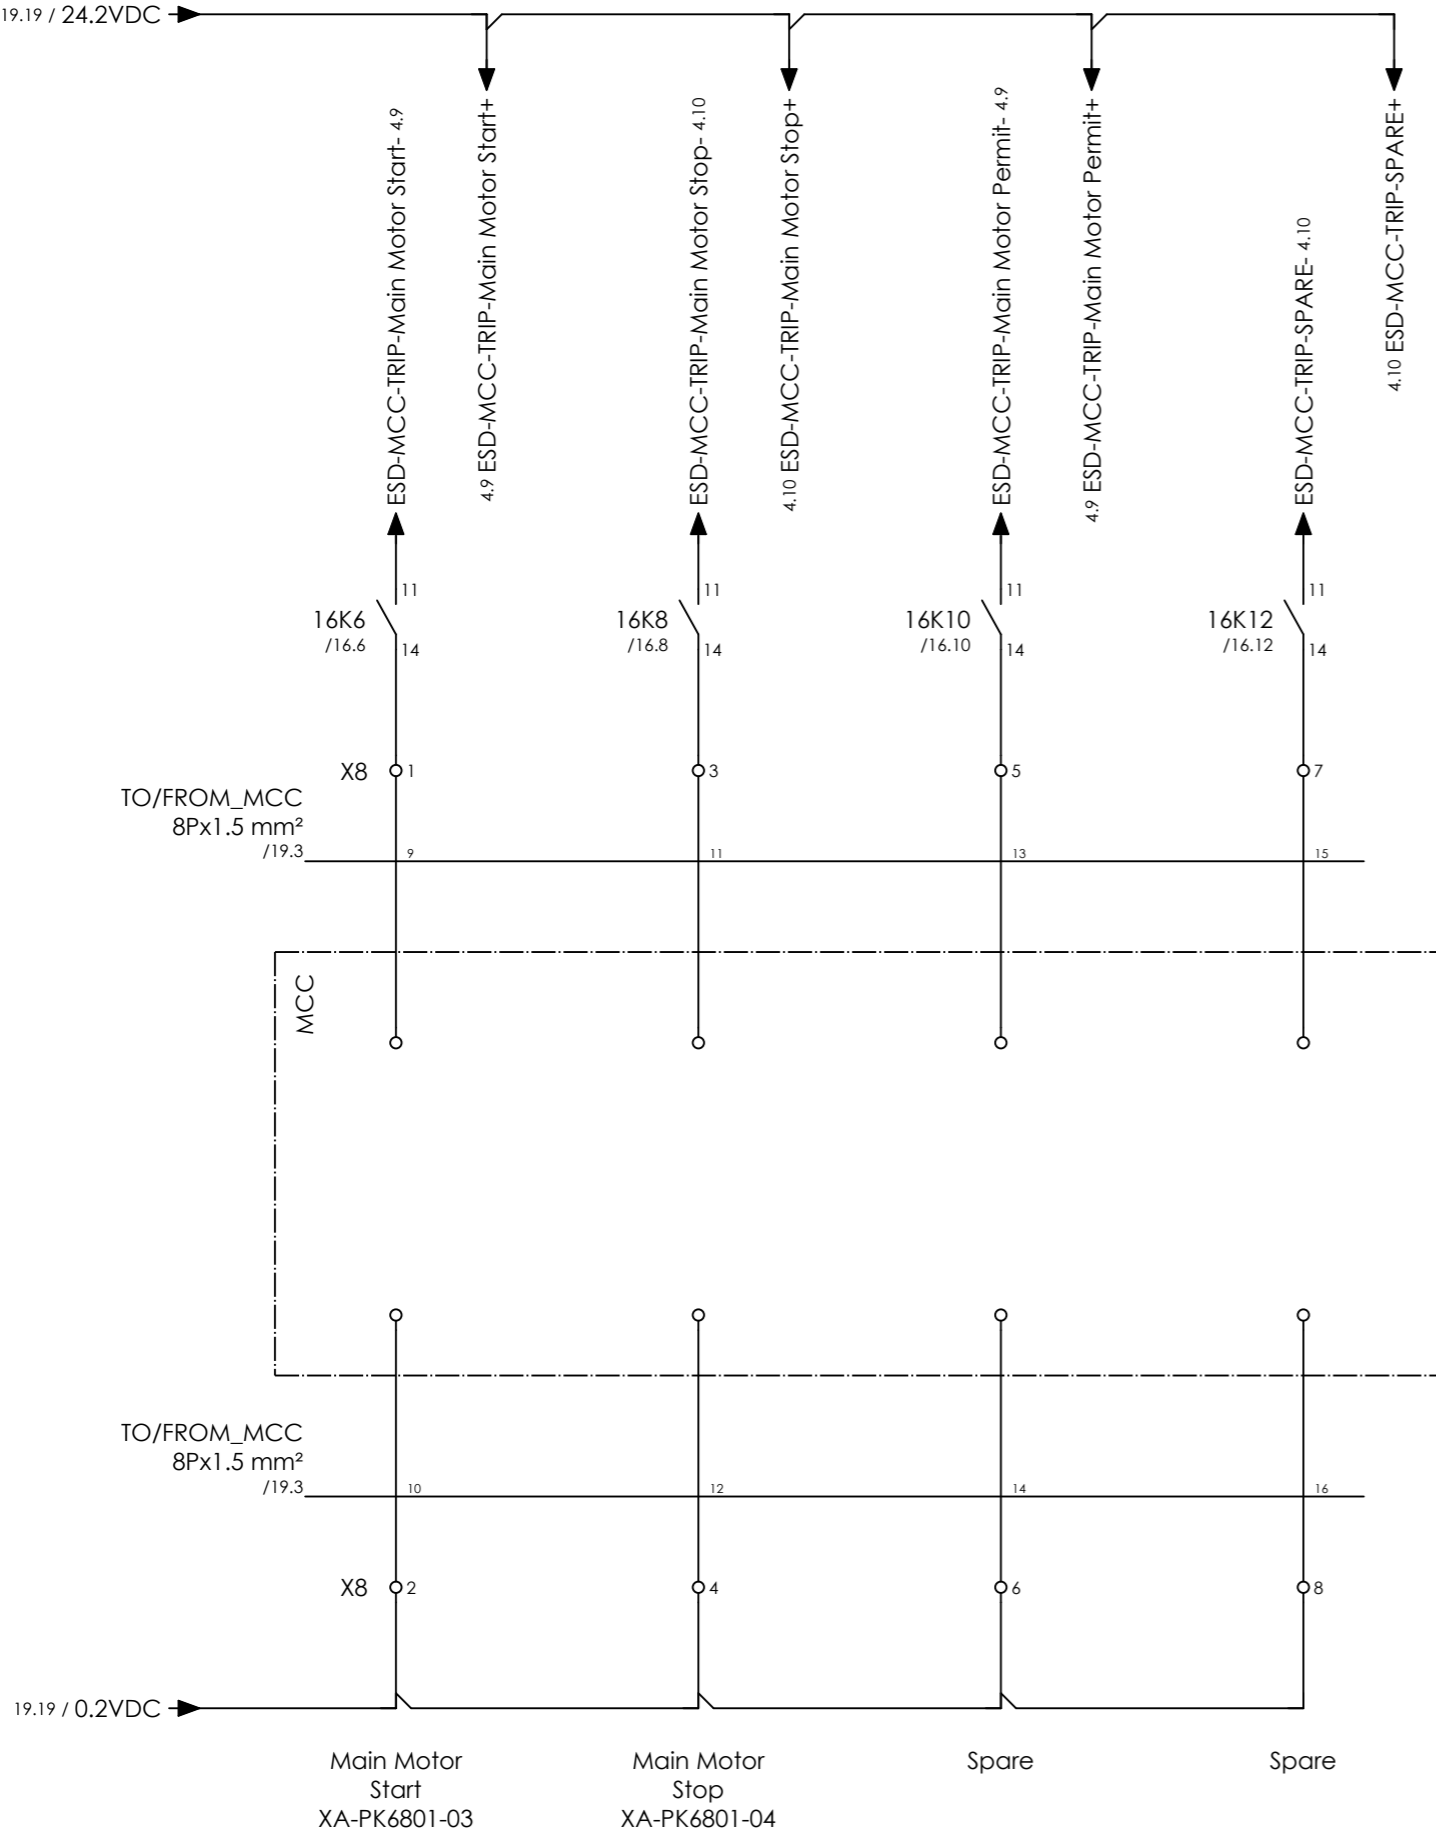 19.19 / 24.2VDC
ESD-MCC-TRIP-Main Motor Start- 4.9
4.9 ESD-MCC-TRIP-Main Motor Start+
ESD-MCC-TRIP-Main Motor Stop- 4.10
4.10 ESD-MCC-TRIP-Main Motor Stop+
ESD-MCC-TRIP-Main Motor Permit- 4.9
4.9 ESD-MCC-TRIP-Main Motor Permit+
ESD-MCC-TRIP-SPARE- 4.10
4.10 ESD-MCC-TRIP-SPARE+
11
11
11
11
16K6
16K8
16K10
16K12
/16.6
14
/16.8
14
/16.10
14
/16.12
14
X8
1
3
5
7
TO/FROM_MCC
8Px1.5 mm²
/19.3
9
11
13
15
MCC
TO/FROM_MCC
8Px1.5 mm²
/19.3
10
12
14
16
X8
2
4
6
8
19.19 / 0.2VDC
Main Motor
Start
XA-PK6801-03
Main Motor
Stop
XA-PK6801-04
Spare
Spare